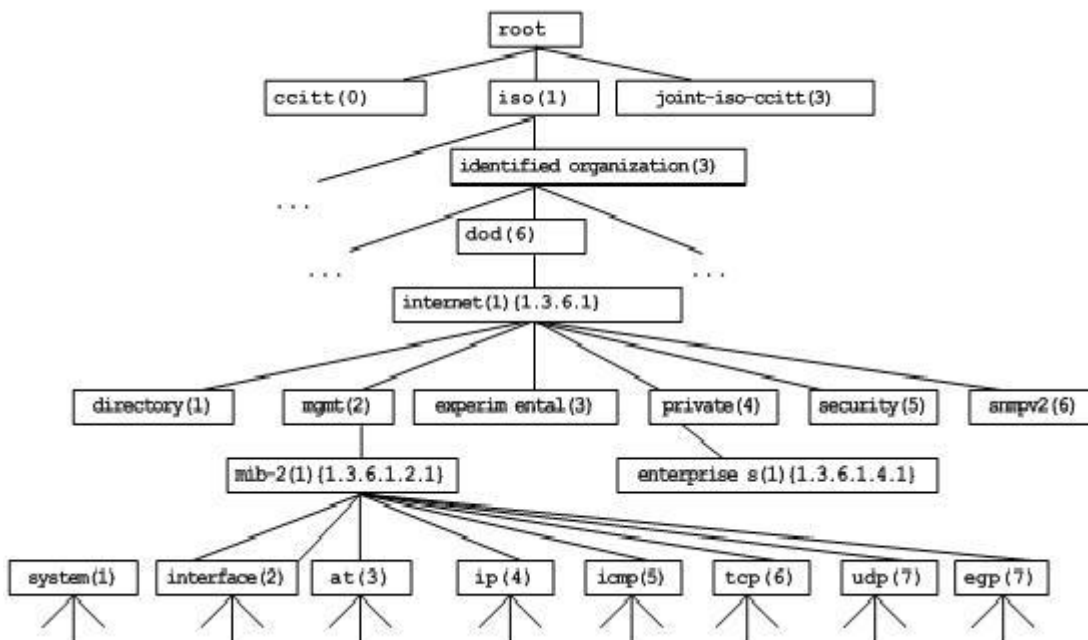 root
ccitt(0)
iso(1)
joint-iso-ccitt(3)
identified organization(3)
...
dod(6)
...
...
internet(1){1.3.6.1}
directory(1)
mgmt(2)
experim ental(3)
private(4)
security(5)
snmpv2(6)
mib-2(1){1.3.6.1.2.1}
enterprise s(1){1.3.6.1.4.1}
system(1)
interface(2)
at(3)
ip(4)
icmp(5)
tcp(6)
udp(7)
egp(7)